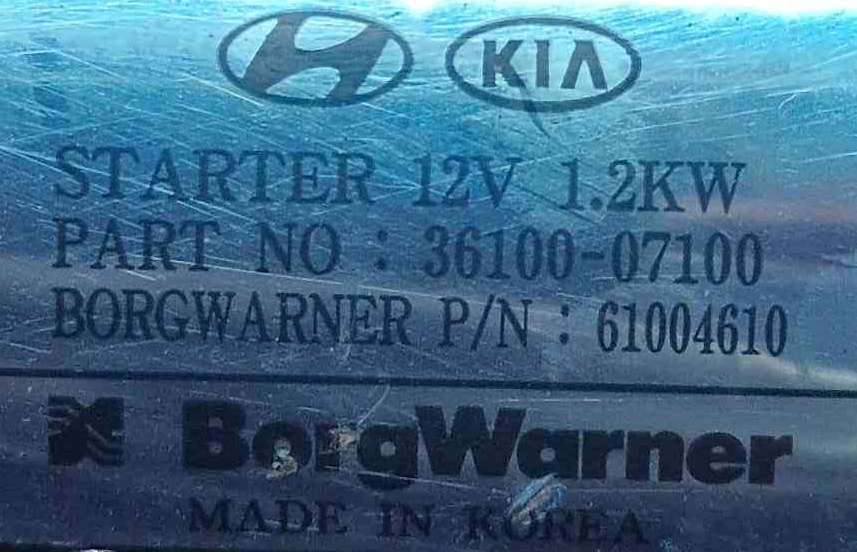 KIA
STARTER 12V 1.2KW
PART NO : 36100-07100
BORGWARNER P/N : 61004610
BorgWarner
MADE IN KOREA